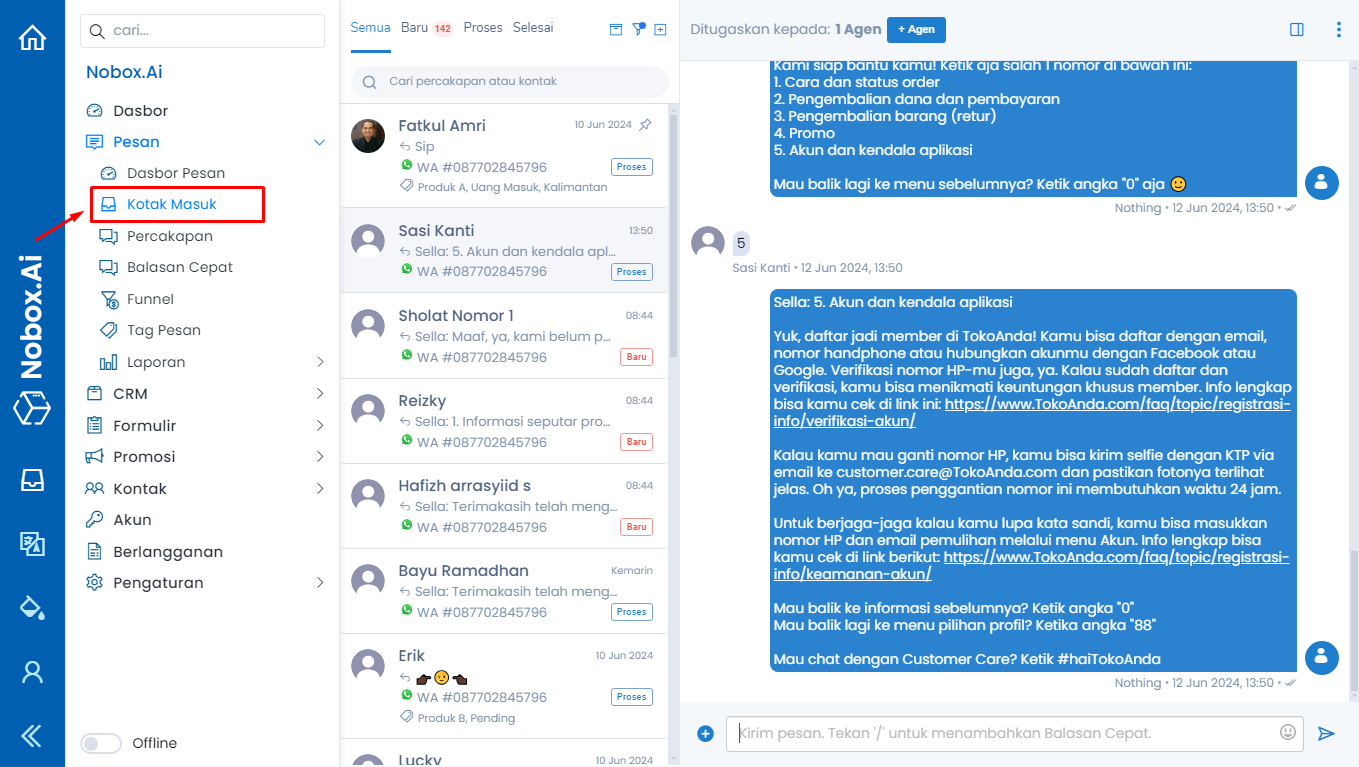 Nobox.Ai
cari...
Nobox.Ai
Dasbor
Pesan
Dasbor Pesan
Kotak Masuk
Percakapan
Balasan Cepat
Funnel
Tag Pesan
Laporan
CRM
Formulir
Promosi
Kontak
Akun
Berlangganan
Pengaturan
Offline
Semua Baru 142 Proses Selesai
Cari percakapan atau kontak
Fatkul Amri 10 Jun 2024
Sip
WA #087702845796 Proses
Produk A, Uang Masuk, Kalimantan
Sasi Kanti 13:50
Sella: 5. Akun dan kendala apl...
WA #087702845796 Proses
Sholat Nomor 1 08:44
Sella: Maaf, ya, kami belum p...
WA #087702845796 Baru
Reizky 08:44
Sella: 1. Informasi seputar pro...
WA #087702845796 Baru
Hafizh arrasyiid s 08:44
Sella: Terimakasih telah meng...
WA #087702845796 Baru
Bayu Ramadhan Kemarin
Sella: Terimakasih telah meng...
WA #087702845796 Proses
Erik 10 Jun 2024
WA #087702845796 Proses
Produk B, Pending
Lucky 10 Jun 2024
Ditugaskan kepada: 1 Agen + Agen
Kami siap bantu kamu! Ketik aja salah 1 nomor di bawah ini:
1. Cara dan status order
2. Pengembalian dana dan pembayaran
3. Pengembalian barang (retur)
4. Promo
5. Akun dan kendala aplikasi
Mau balik lagi ke menu sebelumnya? Ketik angka "0" aja 🙂
Nothing • 12 Jun 2024, 13:50 •
5
Sasi Kanti • 12 Jun 2024, 13:50
Sella: 5. Akun dan kendala aplikasi
Yuk, daftar jadi member di TokoAnda! Kamu bisa daftar dengan email,
nomor handphone atau hubungkan akunmu dengan Facebook atau
Google. Verifikasi nomor HP-mu juga, ya. Kalau sudah daftar dan
verifikasi, kamu bisa menikmati keuntungan khusus member. Info lengkap
bisa kamu cek di link ini: https://www.TokoAnda.com/faq/topic/registrasi-
info/verifikasi-akun/
Kalau kamu mau ganti nomor HP, kamu bisa kirim selfie dengan KTP via
email ke customer.care@TokoAnda.com dan pastikan fotonya terlihat
jelas. Oh ya, proses penggantian nomor ini membutuhkan waktu 24 jam.
Untuk berjaga-jaga kalau kamu lupa kata sandi, kamu bisa masukkan
nomor HP dan email pemulihan melalui menu Akun. Info lengkap bisa
kamu cek di link berikut: https://www.TokoAnda.com/faq/topic/registrasi-
info/keamanan-akun/
Mau balik ke informasi sebelumnya? Ketik angka "0"
Mau balik lagi ke menu pilihan profil? Ketika angka "88"
Mau chat dengan Customer Care? Ketik #haiTokoAnda
Nothing • 12 Jun 2024, 13:50 •
Kirim pesan. Tekan '/' untuk menambahkan Balasan Cepat.